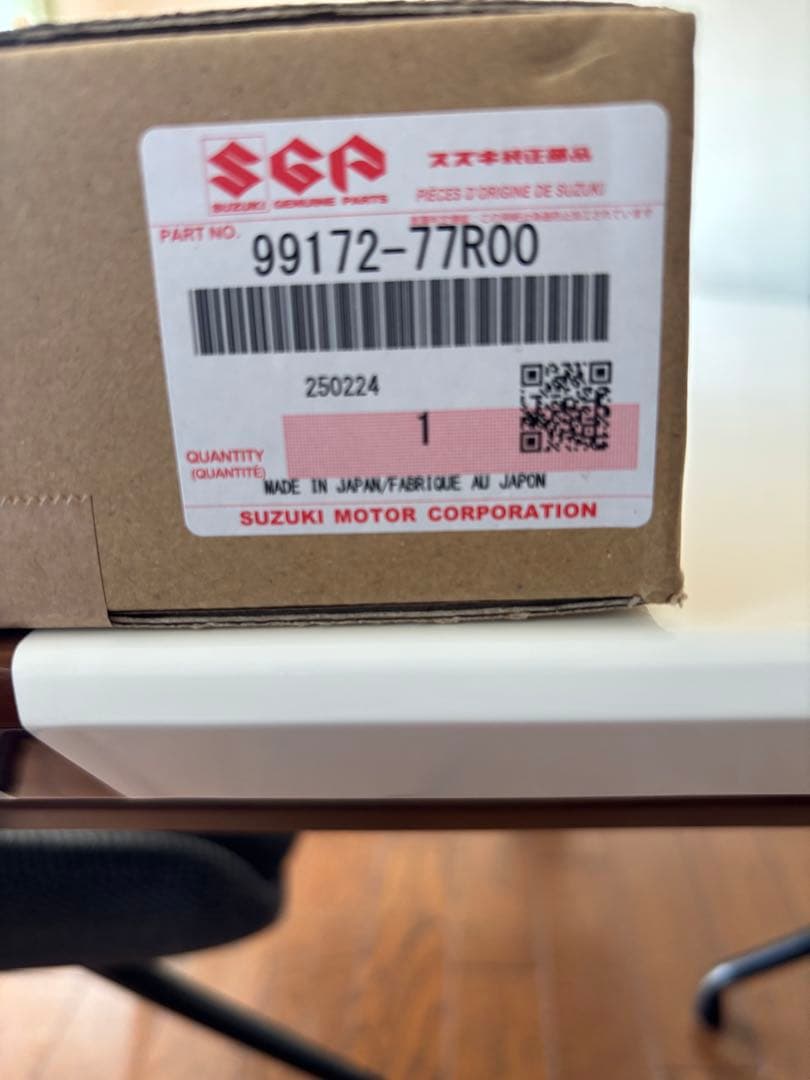 SGP
SUZUKI GENUINE PARTS
スズキ純正部品
PIÈCES D'ORIGINE DE SUZUKI
PART NO.
99172-77R00
250224
1
QUANTITY
(QUANTITÉ)
MADE IN JAPAN/FABRIQUE AU JAPON
SUZUKI MOTOR CORPORATION